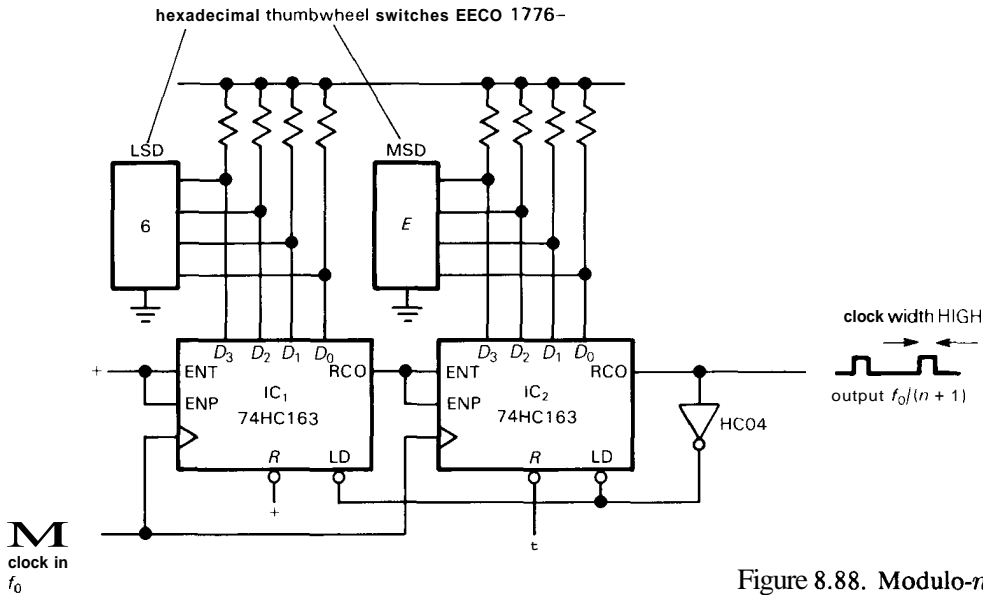 hexadecimal thumbwheel switches EECO 1776-
LSD
MSD
6
E
clock width HIGH
D3 D2 D1 D0
D3 D2 D1 D0
+
ENT
RCO
ENT
RCO
output f0/(n + 1)
IC1
IC2
ENP
74HC163
ENP
74HC163
HC04
R
LD
R
LD
+
t
M
clock in
f0
Figure 8.88. Modulo-n